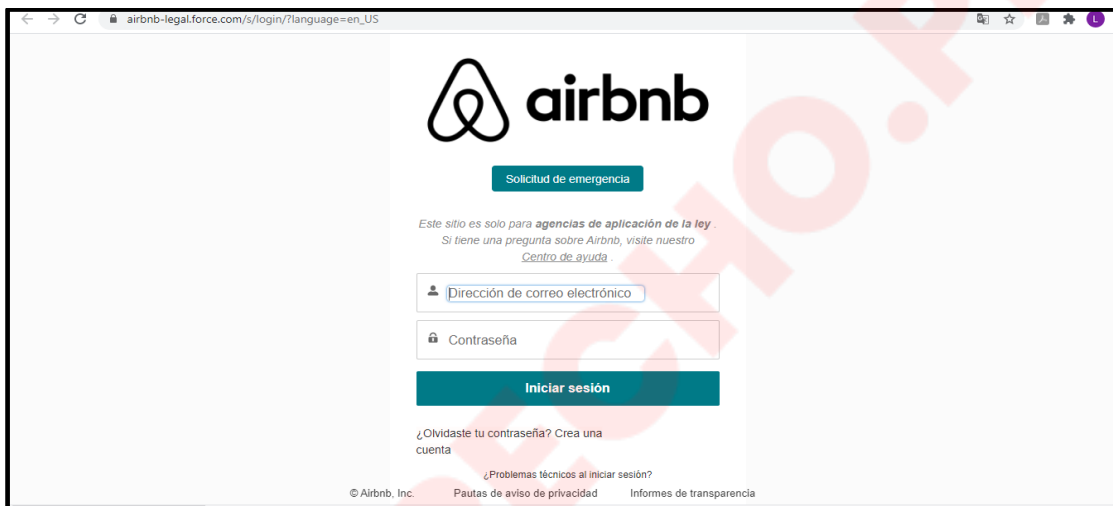 airbnb-legal.force.com/s/login/?language=en_US
L
airbnb
Solicitud de emergencia
Este sitio es solo para agencias de aplicación de la ley .
Si tiene una pregunta sobre Airbnb, visite nuestro
Centro de ayuda .
Dirección de correo electrónico
Contraseña
Iniciar sesión
¿Olvidaste tu contraseña? Crea una
cuenta
¿Problemas técnicos al iniciar sesión?
© Airbnb, Inc. Pautas de aviso de privacidad Informes de transparencia